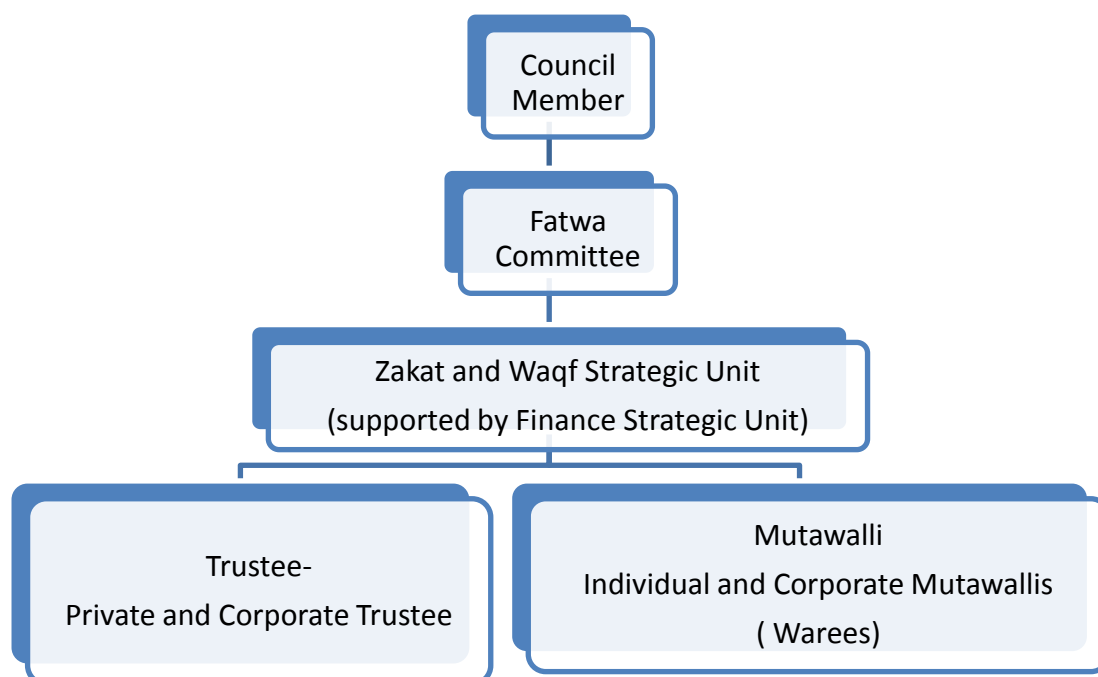 Council
Member
Fatwa
Committee
Zakat and Waqf Strategic Unit
(supported by Finance Strategic Unit)
Trustee-
Private and Corporate Trustee
Mutawalli
Individual and Corporate Mutawallis
( Warees)